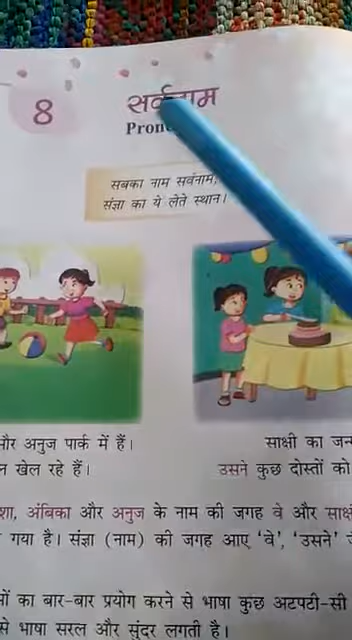 8
सर्वनाम
सबका नाम सर्वनाम,
संज्ञा का ये लेते स्थान।
और अनुज पार्क में हैं।
खेल रहे हैं।
साक्षी का
उसने कुछ दोस्तों को
अंबिका और अनुज के नाम की जगह वे और
गया है। संज्ञा (नाम) की जगह आए ‘वे’, ‘उसने’
का बार-बार प्रयोग करने से भाषा कुछ अटपटी-सी
से भाषा सरल और सुंदर लगती है।